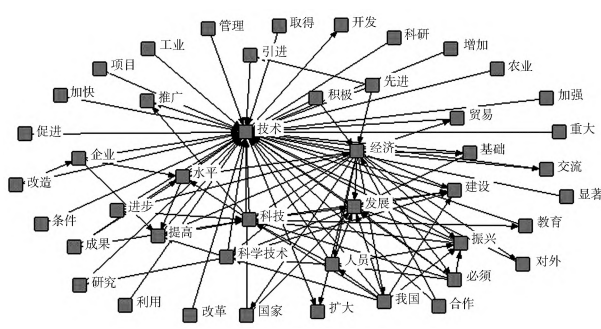 管理
取得
开发
工业
科研
引进
增加
项目
农业
先进
加快
推广
积极
加强
贸易
促进
技术
重大
企业
经济
基础
水平
交流
改造
建设
显著
进步
发展
条件
科技
教育
提高
振兴
成果
科学技术
人员
对外
必须
研究
利用
改革
国家
扩大
我国
合作